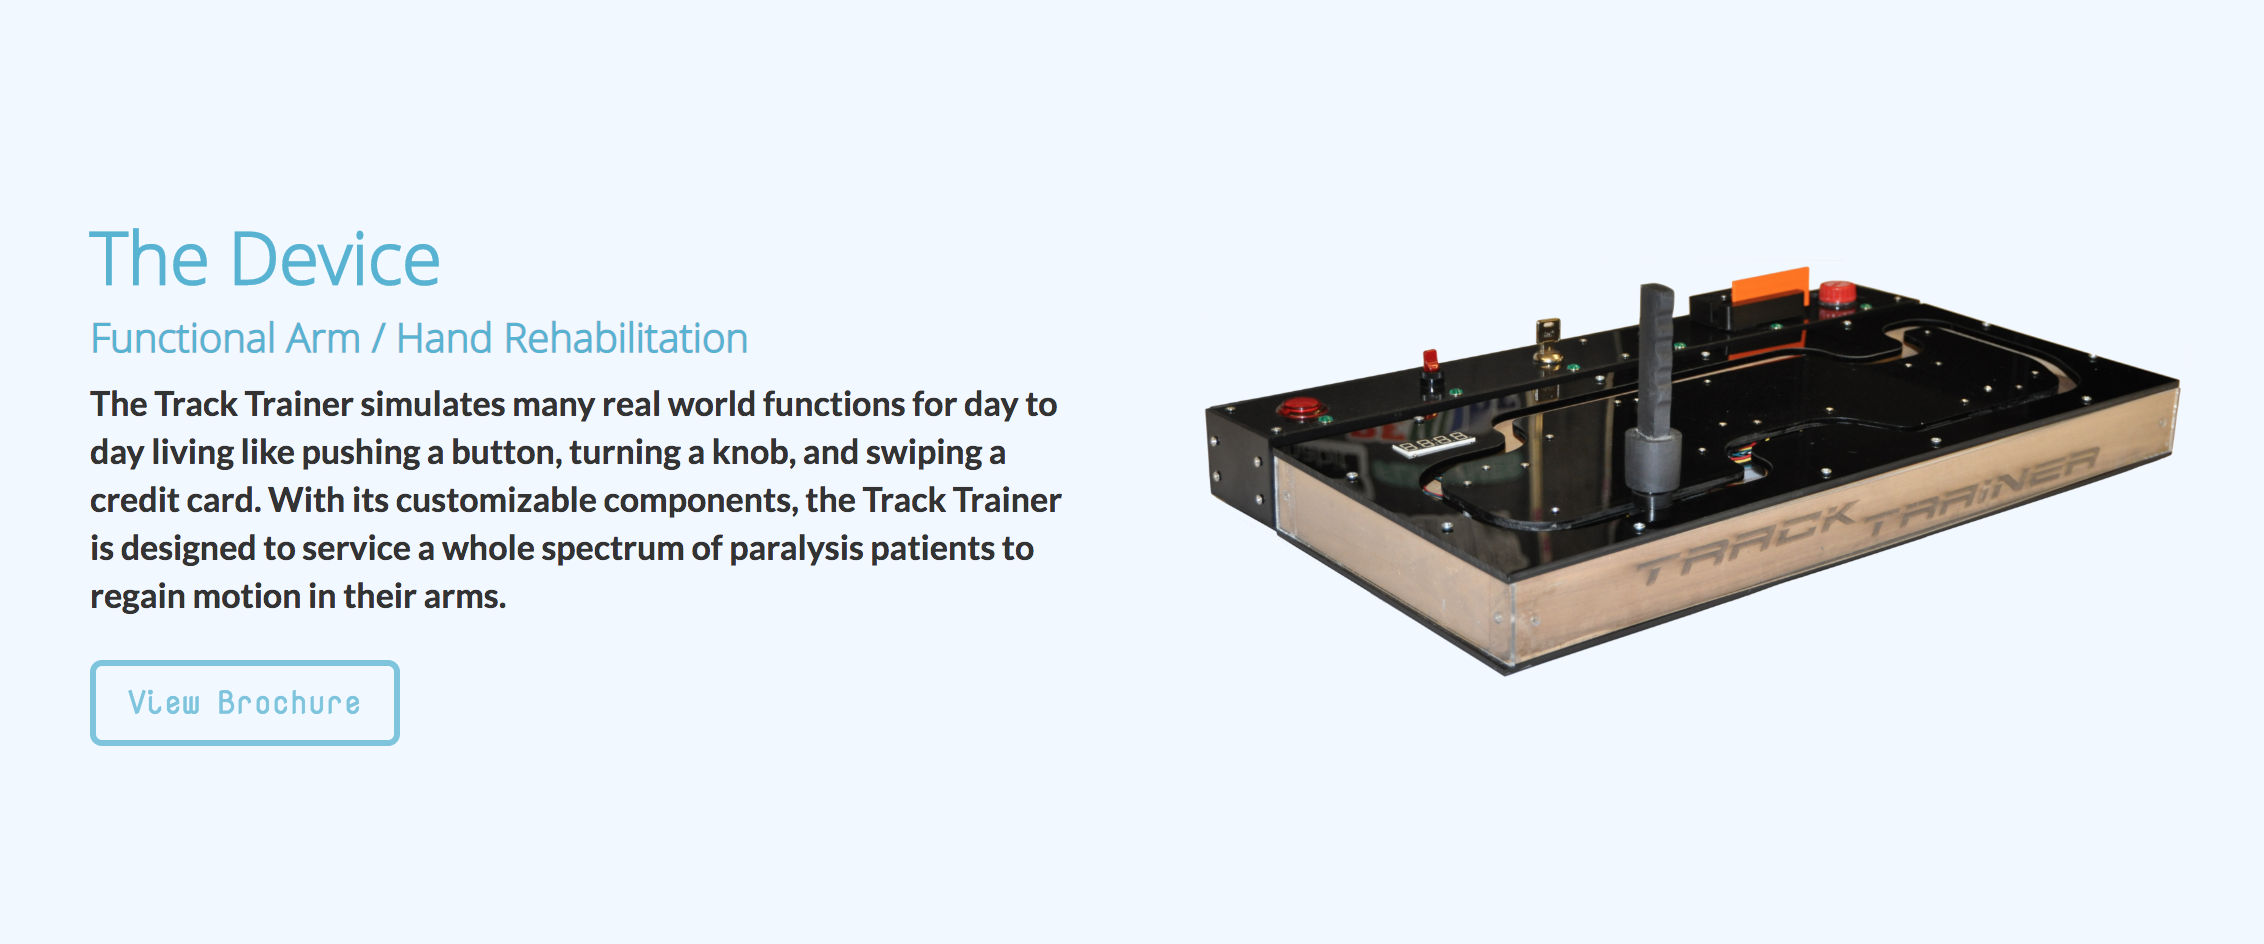 The Device
Functional Arm / Hand Rehabilitation
The Track Trainer simulates many real world functions for day to
day living like pushing a button, turning a knob, and swiping a
credit card. With its customizable components, the Track Trainer
is designed to service a whole spectrum of paralysis patients to
regain motion in their arms.
View Brochure
TRACK TRAINER